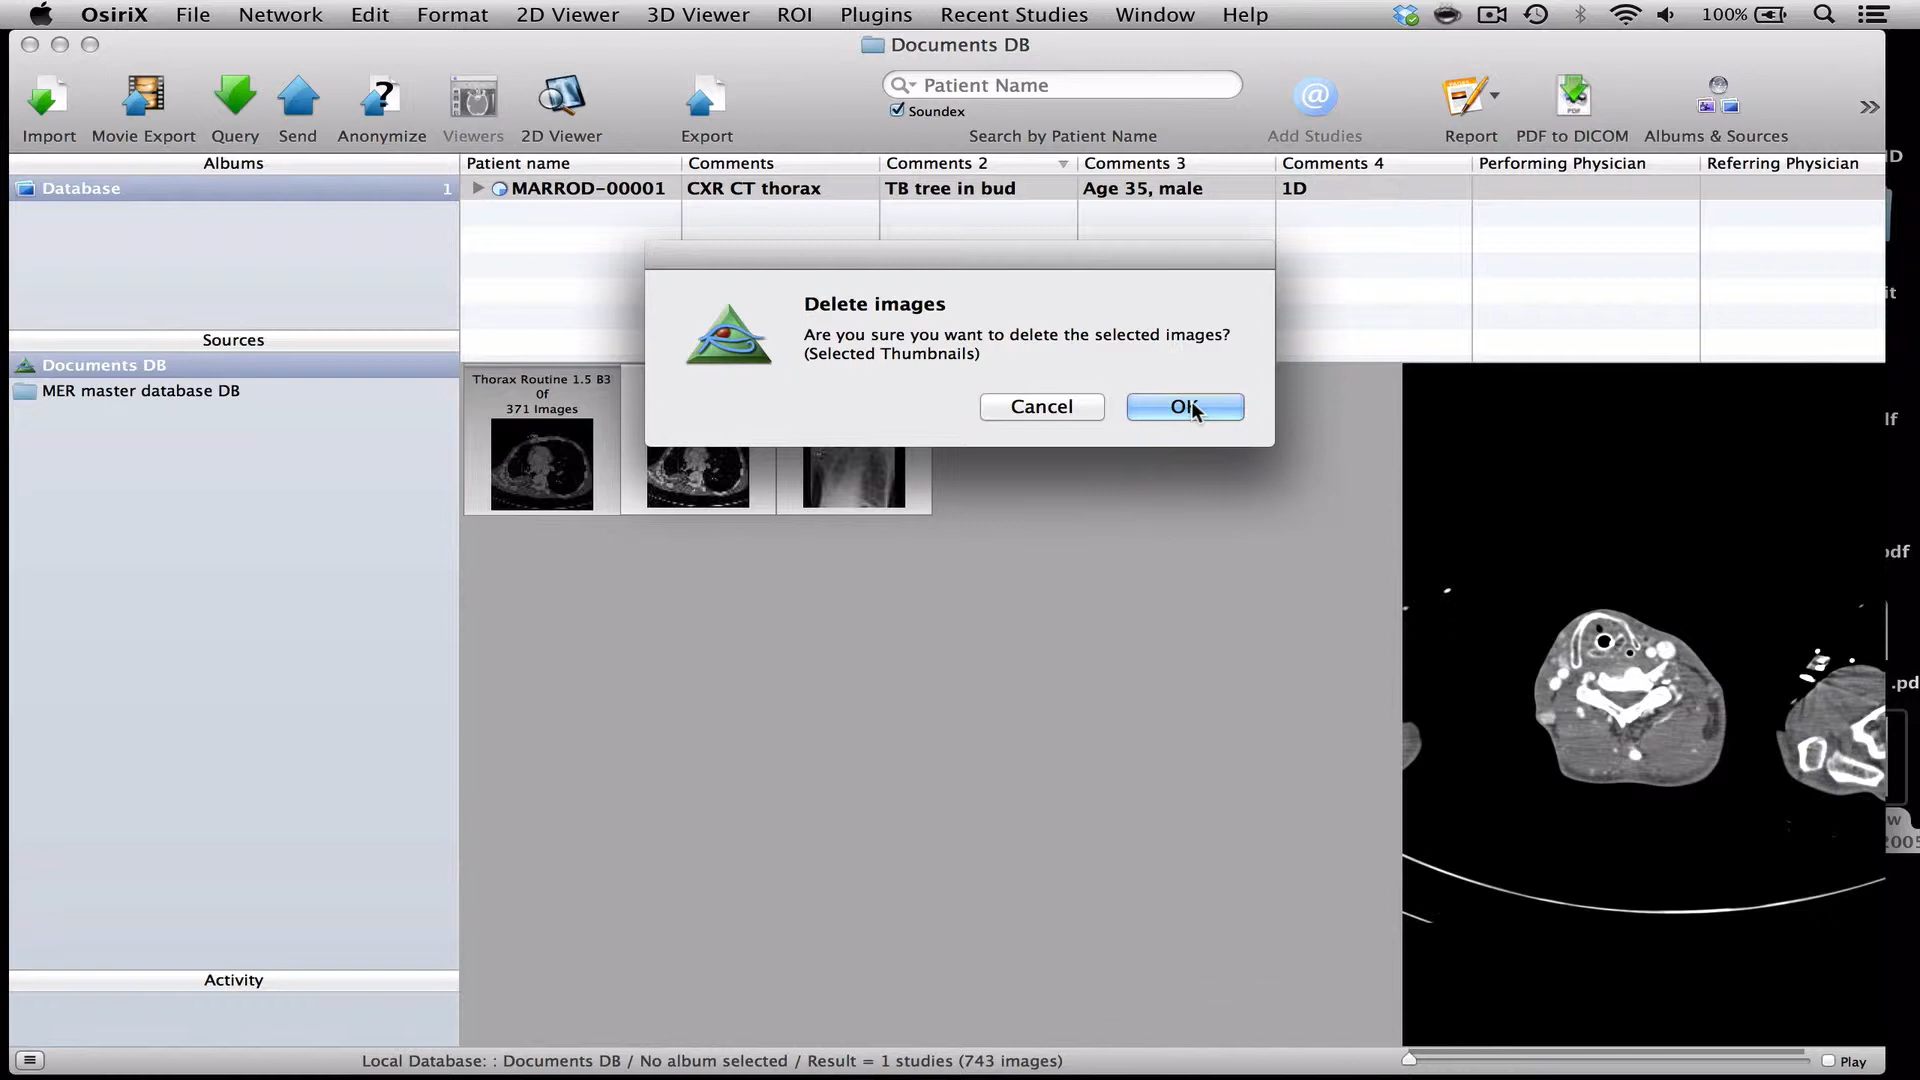 OsiriX File Network Edit Format 2D Viewer 3D Viewer ROI Plugins Recent Studies Window Help 100%
Documents DB
Patient Name
Soundex
Import Movie Export Query Send Anonymize Viewers 2D Viewer Export Search by Patient Name Add Studies Report PDF to DICOM Albums & Sources
Albums
Database 1
Sources
Documents DB
MER master database DB
Activity
Patient name Comments Comments 2 Comments 3 Comments 4 Performing Physician Referring Physician
MARROD-00001 CXR CT thorax TB tree in bud Age 35, male 1D
Delete images
Are you sure you want to delete the selected images?
(Selected Thumbnails)
Cancel OK
Thorax Routine 1.5 B3
0f
371 Images
Local Database: : Documents DB / No album selected / Result = 1 studies (743 images)
Play